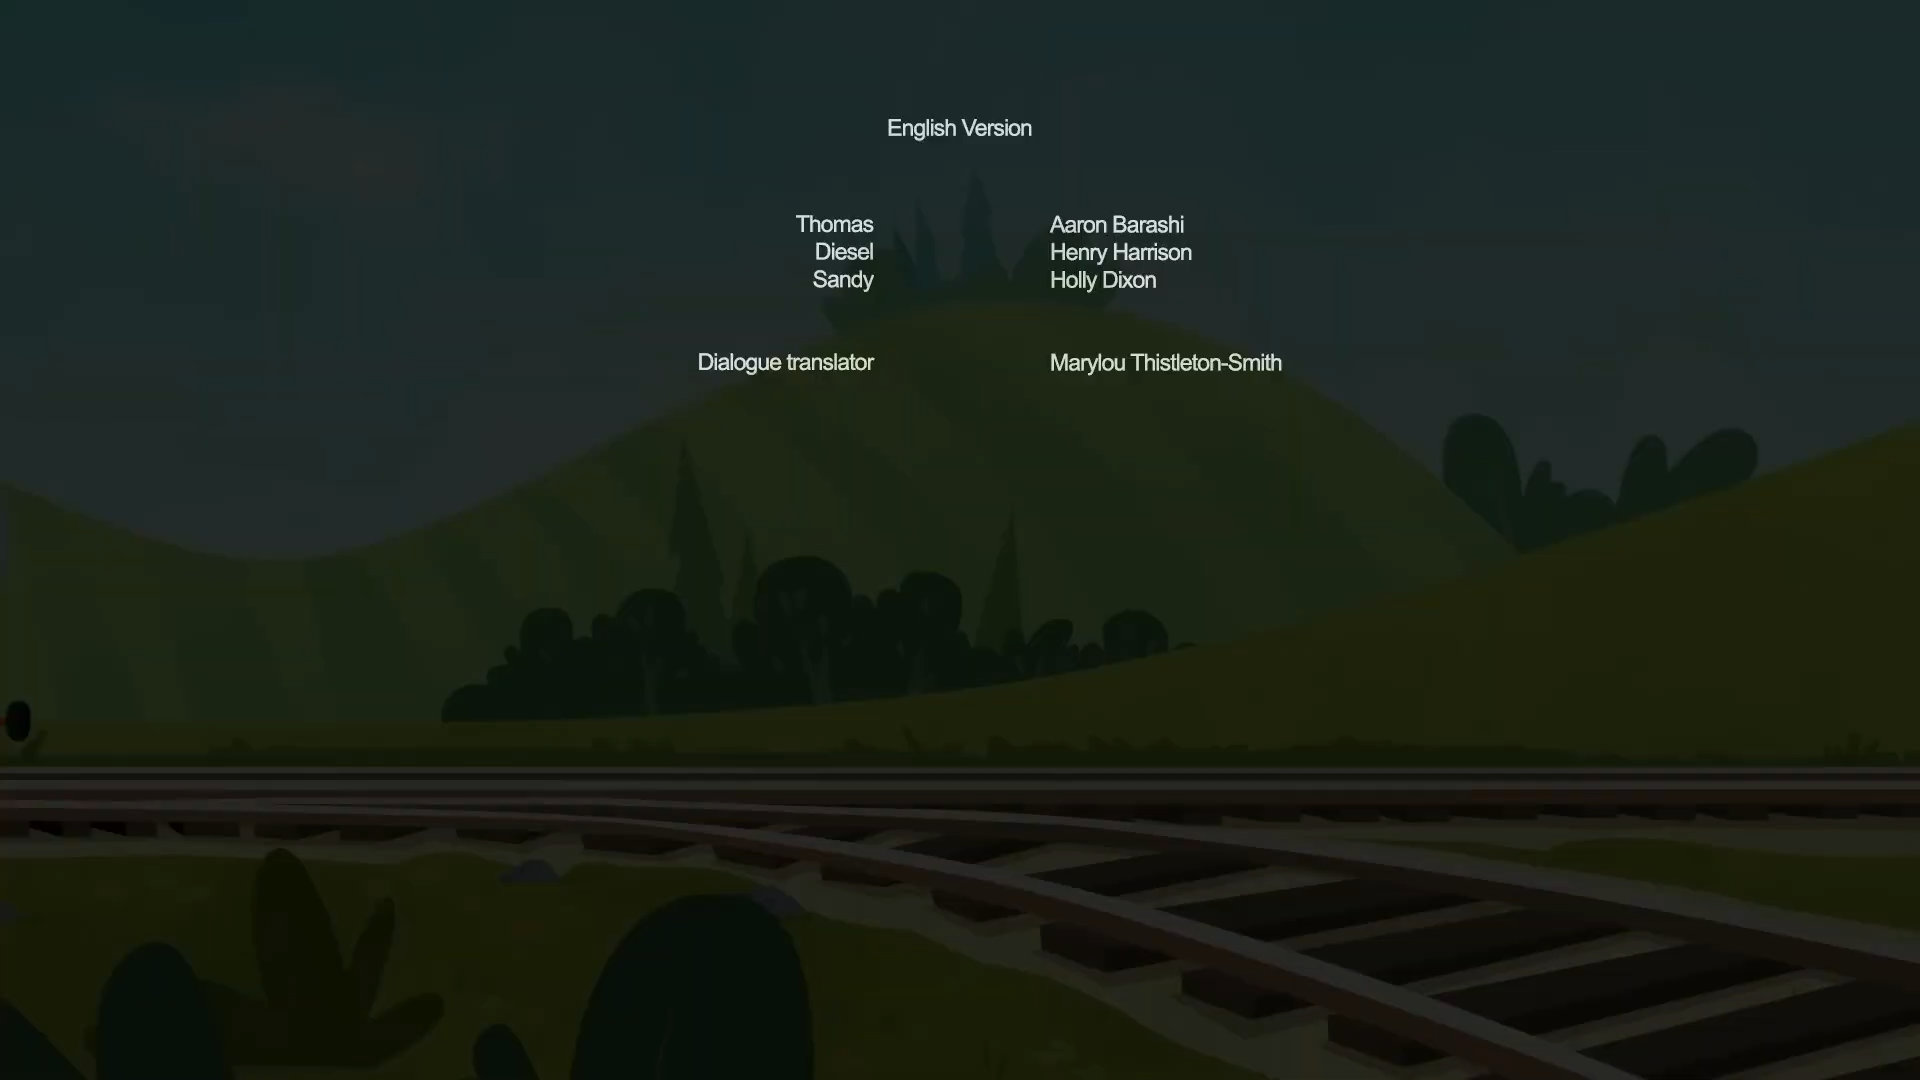 English Version
Thomas Aaron Barashi
Diesel Henry Harrison
Sandy Holly Dixon
Dialogue translator Marylou Thistleton-Smith